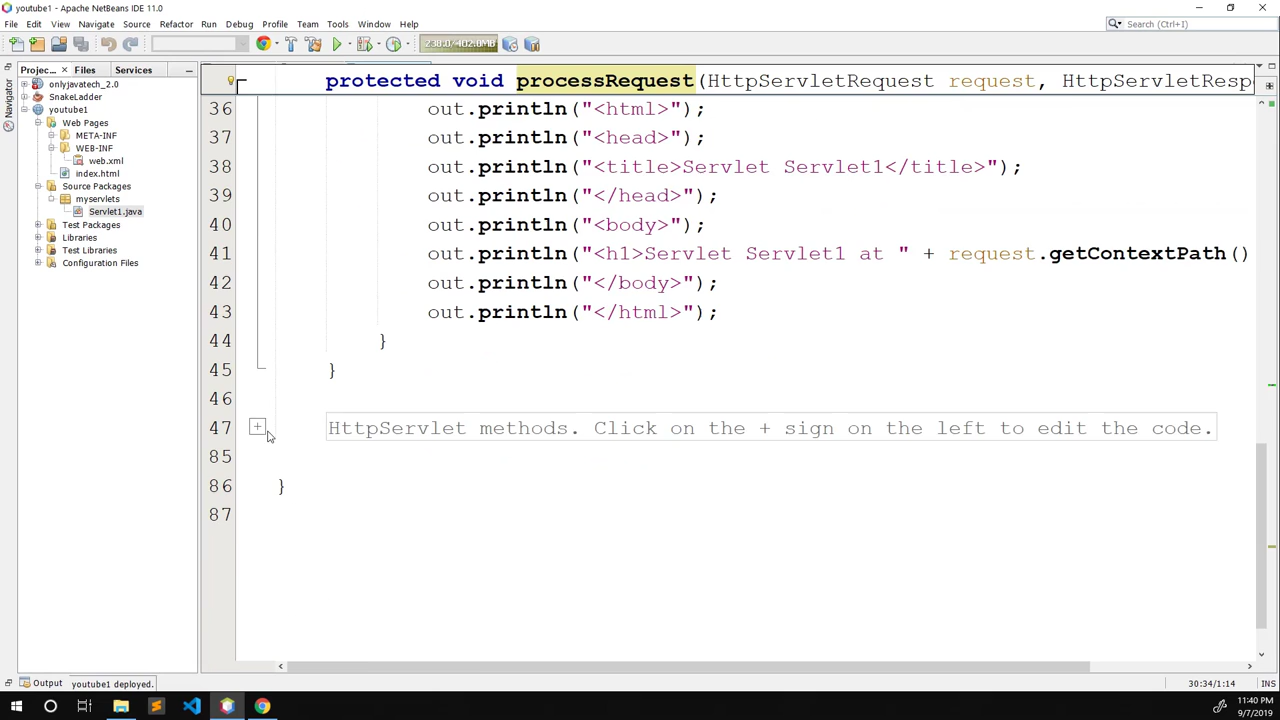 youtube1 - Apache NetBeans IDE 11.0
File Edit View Navigate Source Refactor Run Debug Profile Team Tools Window Help
Search (Ctrl+I)
238.0/402.0MB
Projec... Files Services
Navigator
onlyjavatech_2.0
SnakeLadder
youtube1
Web Pages
META-INF
WEB-INF
web.xml
index.html
Source Packages
myservlets
Servlet1.java
Test Packages
Libraries
Test Libraries
Configuration Files
protected void processRequest(HttpServletRequest request, HttpServletResp
36 out.println("<html>");
37 out.println("<head>");
38 out.println("<title>Servlet Servlet1</title>");
39 out.println("</head>");
40 out.println("<body>");
41 out.println("<h1>Servlet Servlet1 at " + request.getContextPath()
42 out.println("</body>");
43 out.println("</html>");
44 }
45 }
46
47 + HttpServlet methods. Click on the + sign on the left to edit the code.
85
86 }
87
Output youtube1 deployed.
30:34/1:14 INS
11:40 PM
9/7/2019